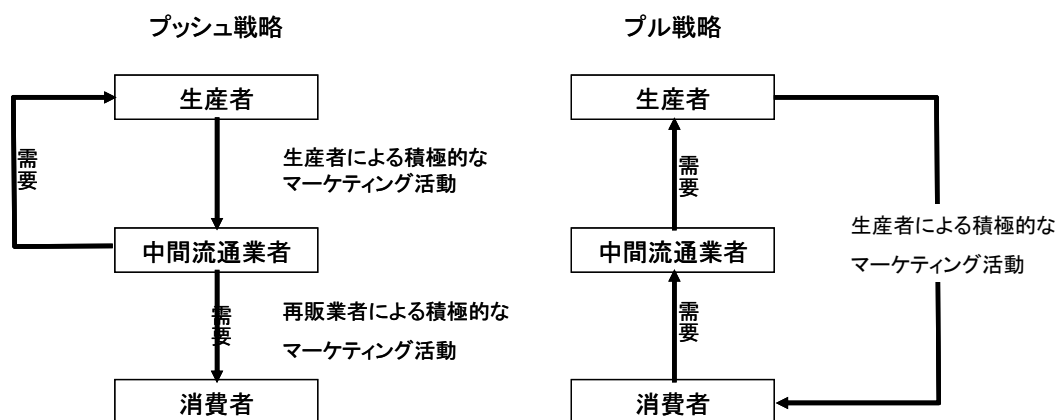 プッシュ戦略
生産者
需要
生産者による積極的な
マーケティング活動
中間流通業者
需要
再販業者による積極的な
マーケティング活動
消費者
プル戦略
生産者
需要
中間流通業者
需要
消費者
生産者による積極的な
マーケティング活動